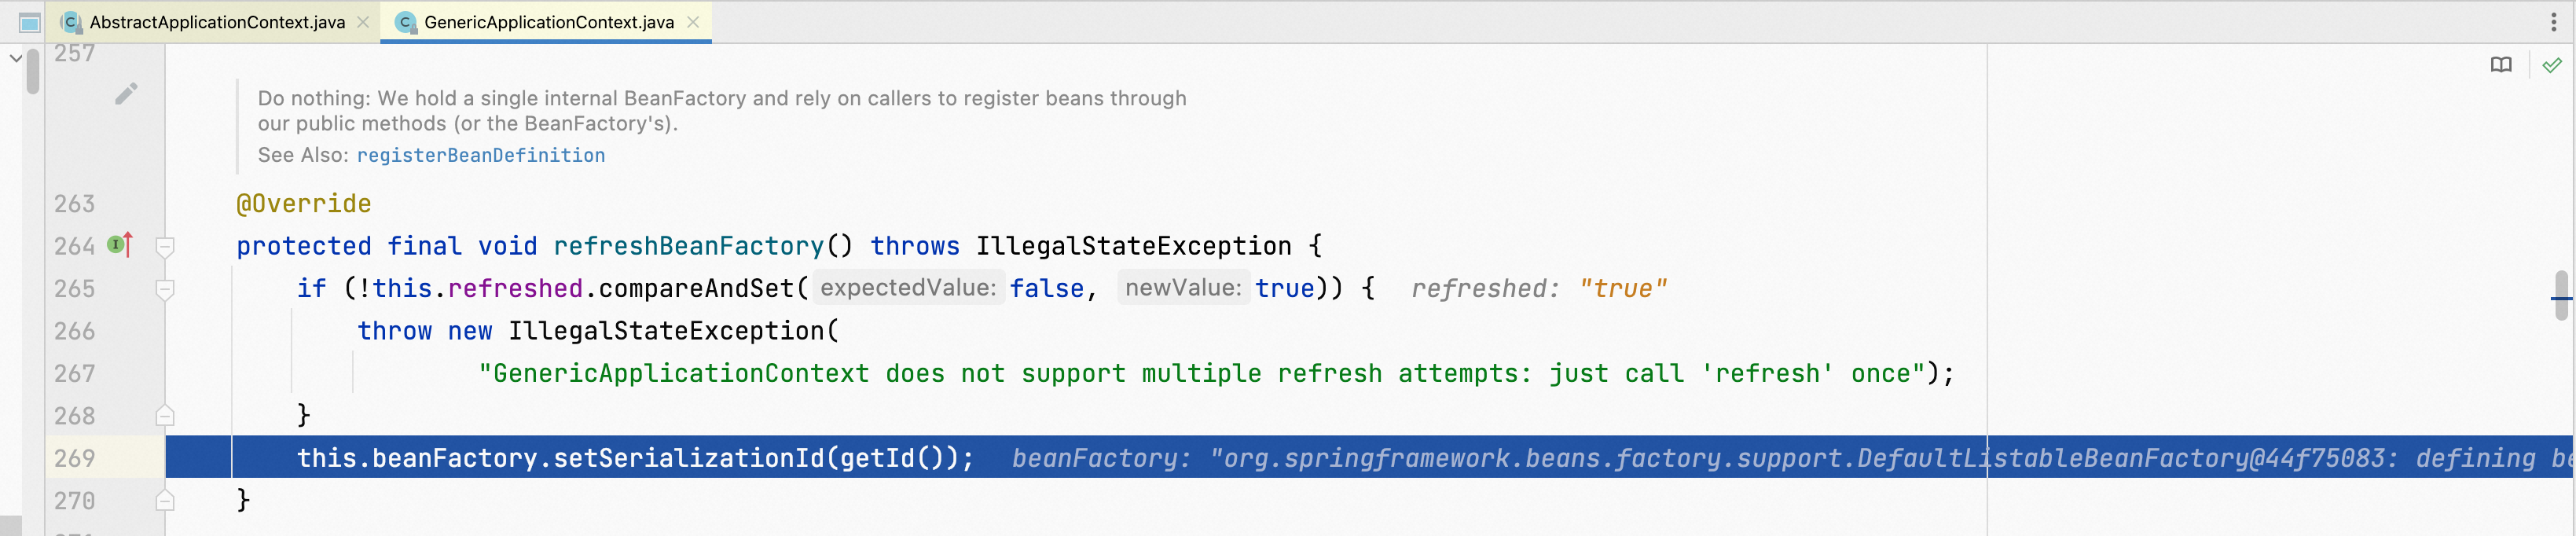 AbstractApplicationContext.java GenericApplicationContext.java
257
Do nothing: We hold a single internal BeanFactory and rely on callers to register beans through
our public methods (or the BeanFactory's).
See Also: registerBeanDefinition
263 @Override
264 protected final void refreshBeanFactory() throws IllegalStateException {
265 if (!this.refreshed.compareAndSet( expectedValue: false, newValue: true)) { refreshed: "true"
266 throw new IllegalStateException(
267 "GenericApplicationContext does not support multiple refresh attempts: just call 'refresh' once");
268 }
269 this.beanFactory.setSerializationId(getId()); beanFactory: "org.springframework.beans.factory.support.DefaultListableBeanFactory@44f75083: defining
270 }